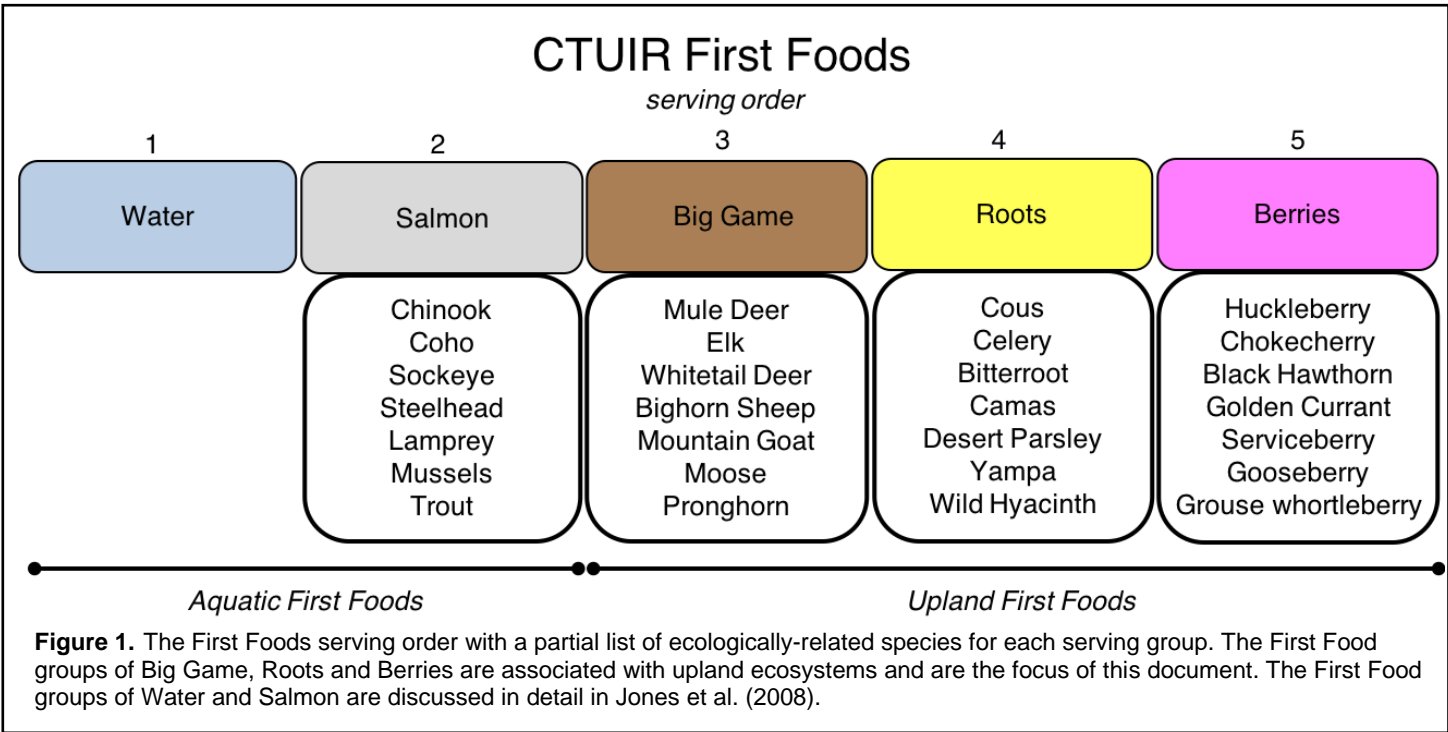 CTUIR First Foods
serving order
1
2
3
4
5
Water
Salmon
Big Game
Roots
Berries
Chinook
Coho
Sockeye
Steelhead
Lamprey
Mussels
Trout
Mule Deer
Elk
Whitetail Deer
Bighorn Sheep
Mountain Goat
Moose
Pronghorn
Cous
Celery
Bitterroot
Camas
Desert Parsley
Yampa
Wild Hyacinth
Huckleberry
Chokecherry
Black Hawthorn
Golden Currant
Serviceberry
Gooseberry
Grouse whortleberry
Aquatic First Foods
Upland First Foods
Figure 1. The First Foods serving order with a partial list of ecologically-related species for each serving group. The First Food
groups of Big Game, Roots and Berries are associated with upland ecosystems and are the focus of this document. The First Food
groups of Water and Salmon are discussed in detail in Jones et al. (2008).